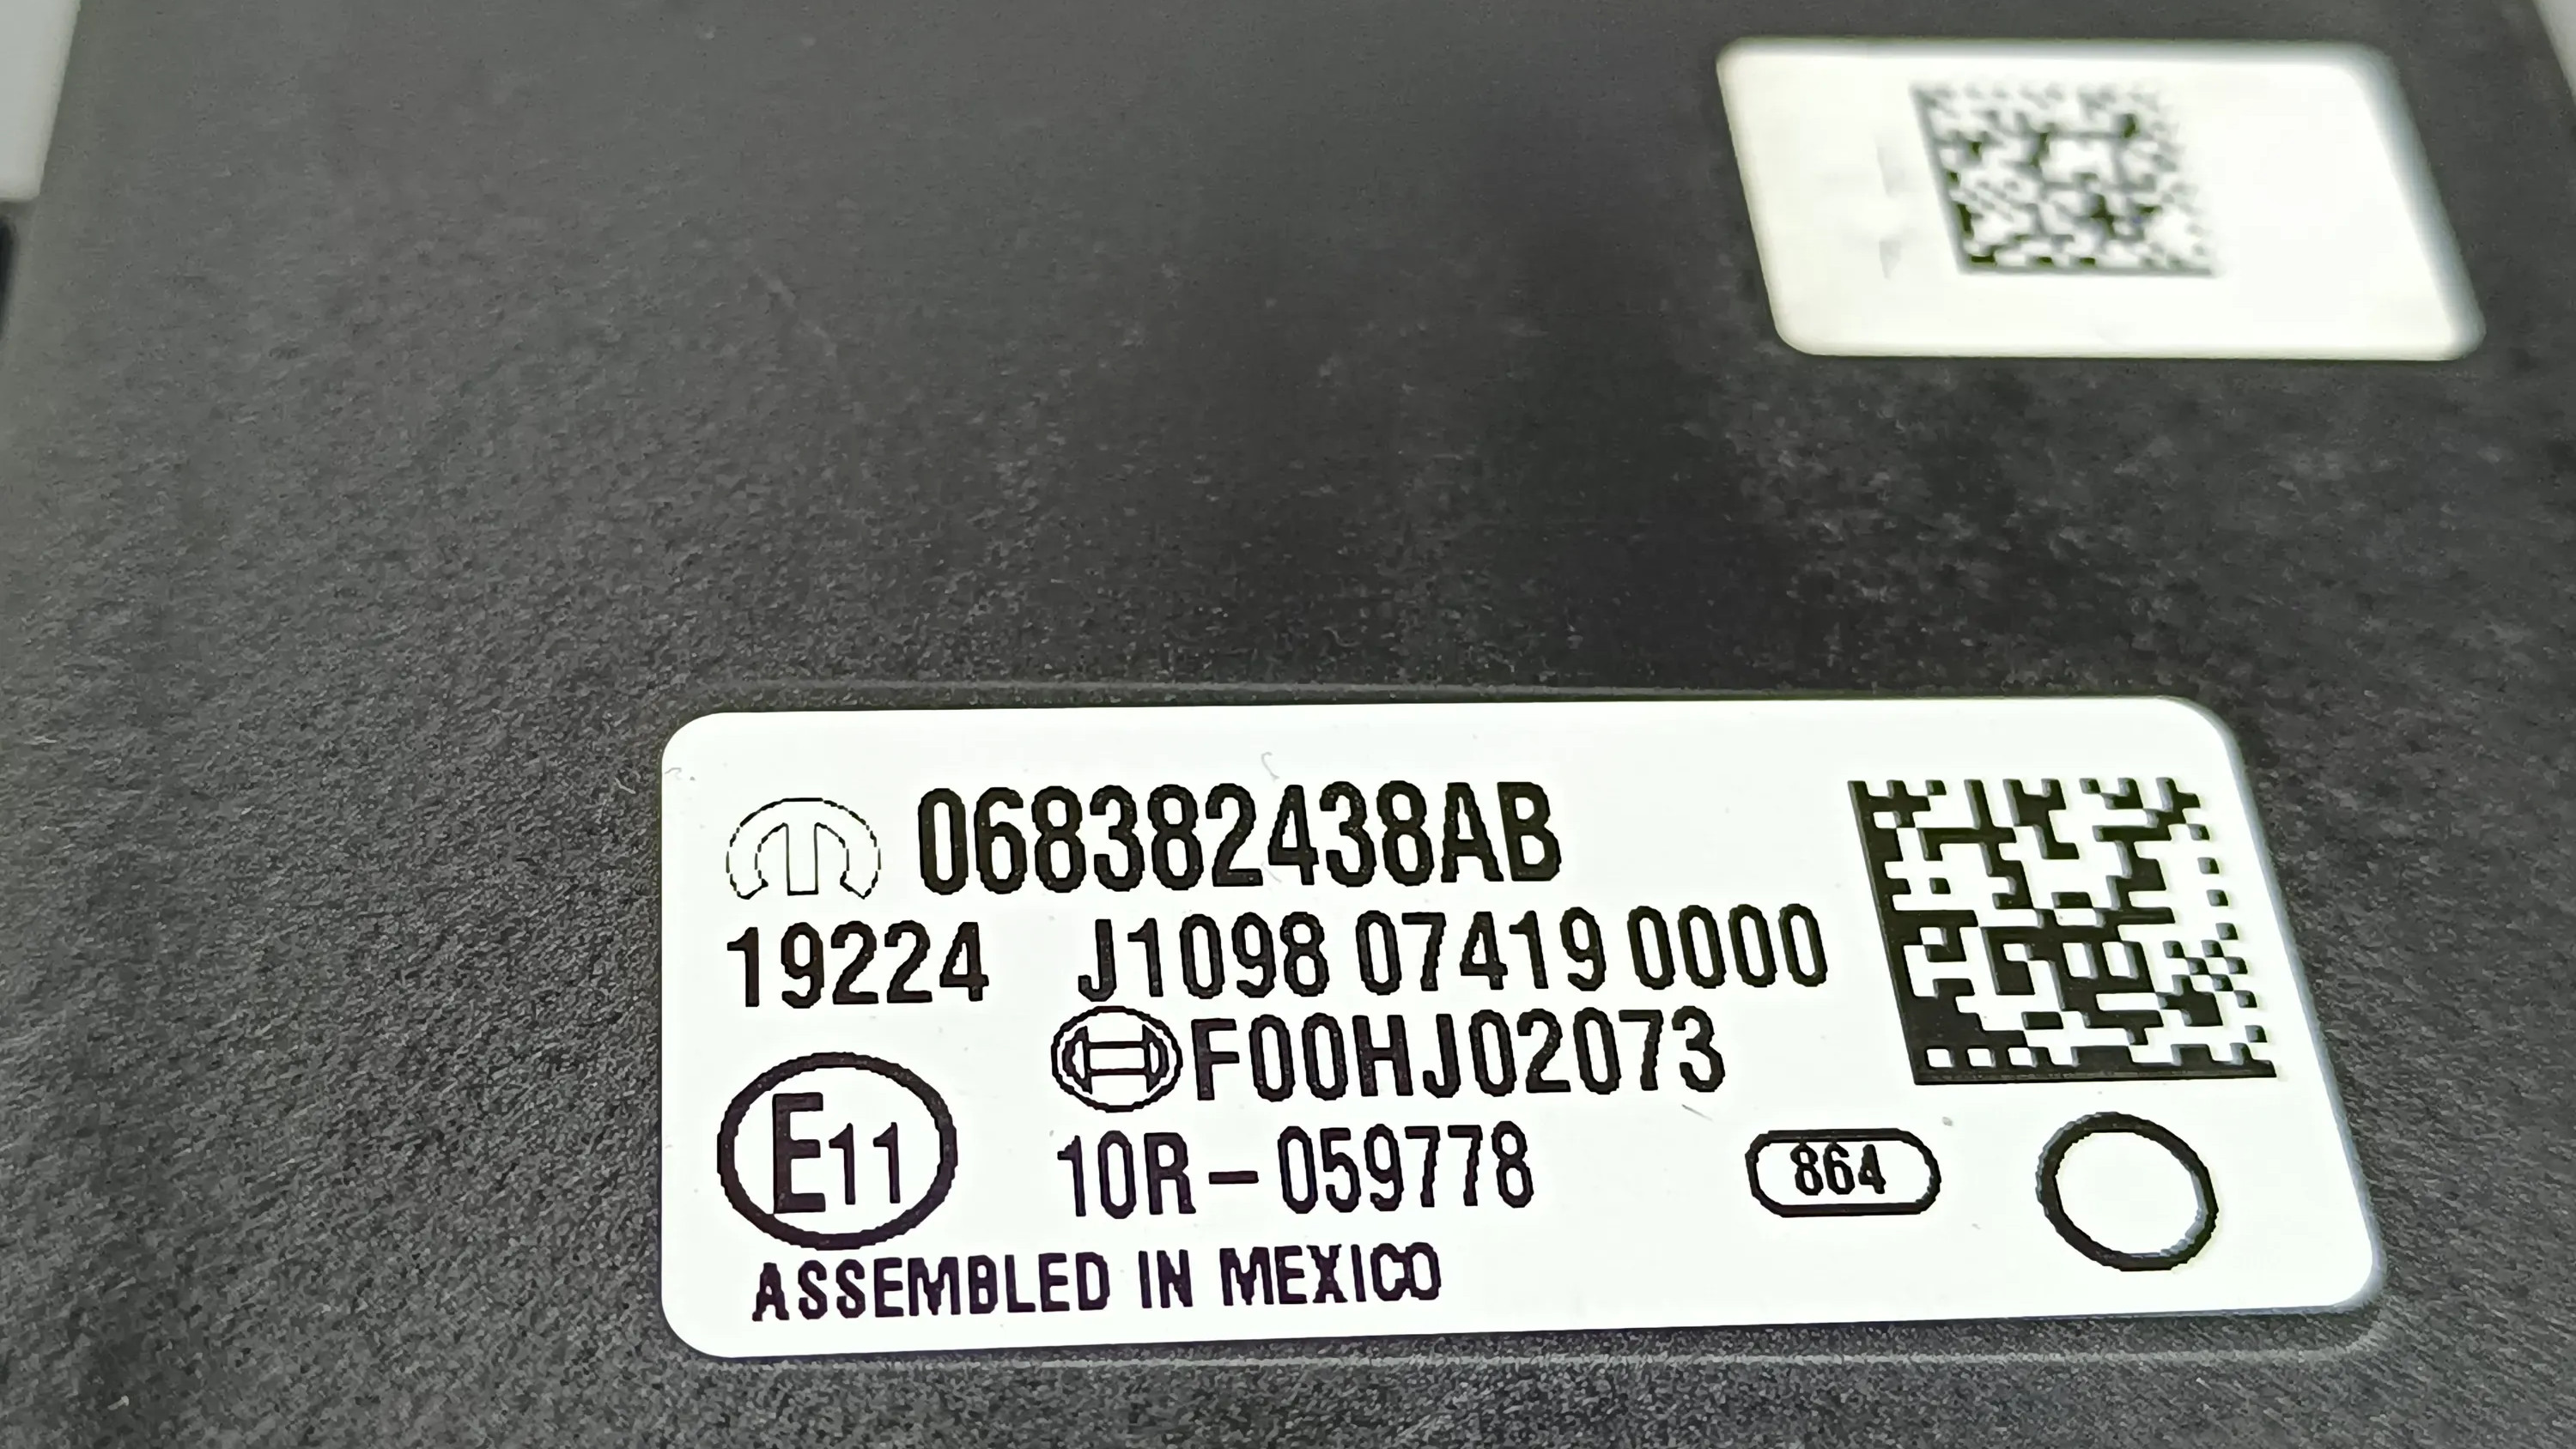 068382438AB
19224 J1098 07419 0000
F00HJ02073
E11 10R-059778 864
ASSEMBLED IN MEXICO